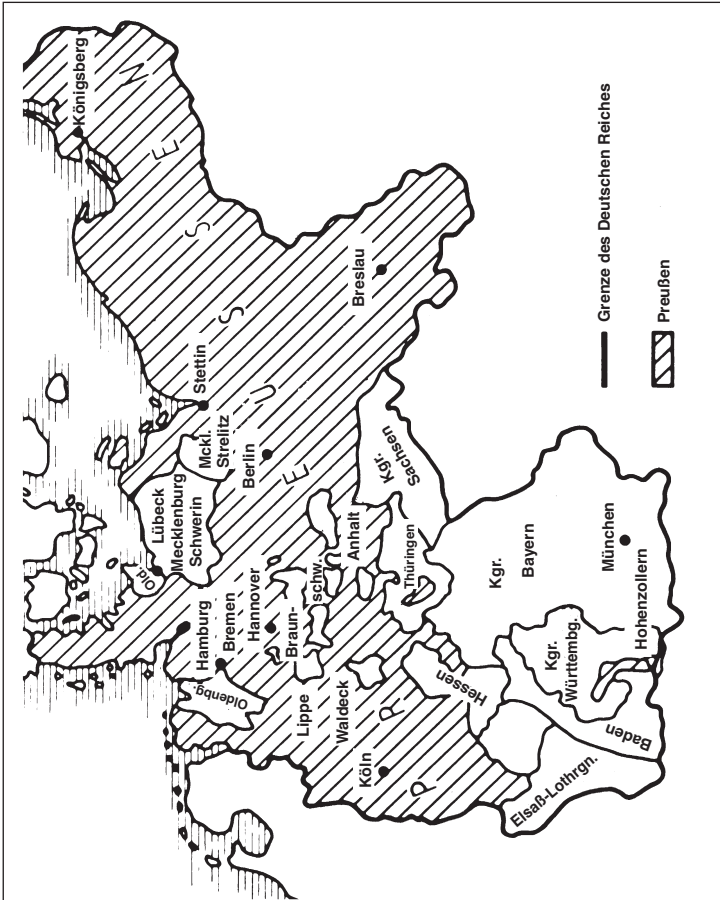 Königsberg
P R E U S S E N
Stettin
Breslau
Mckl.
Strelitz
Berlin
Lübeck
Mecklenburg
Schwerin
Old.
Hamburg
Bremen
Hannover
Braun-
schw.
Anhalt
Oldenbg.
Lippe
Waldeck
Köln
Kgr.
Sachsen
Thüringen
Hessen
Kgr.
Bayern
München
Kgr.
Württembg.
Hohenzollern
Baden
Elsaß-Lothrgn.
Grenze des Deutschen Reiches
Preußen